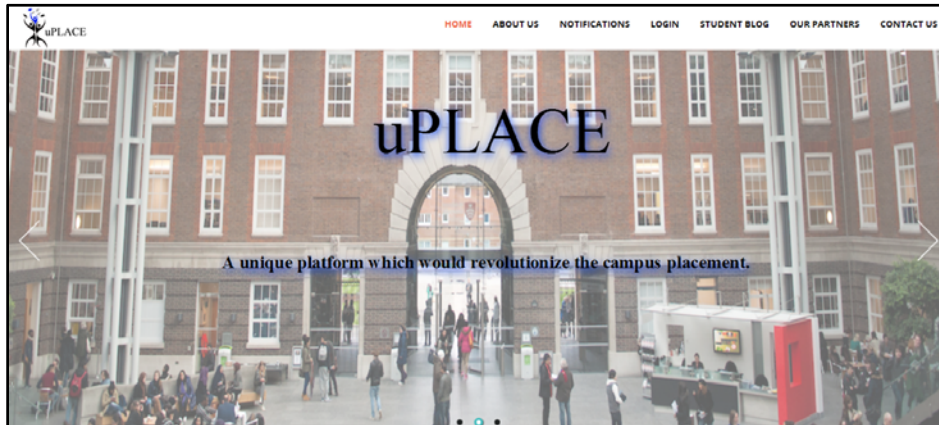 uPLACE
HOME ABOUT US NOTIFICATIONS LOGIN STUDENT BLOG OUR PARTNERS CONTACT US
uPLACE
A unique platform which would revolutionize the campus placement.